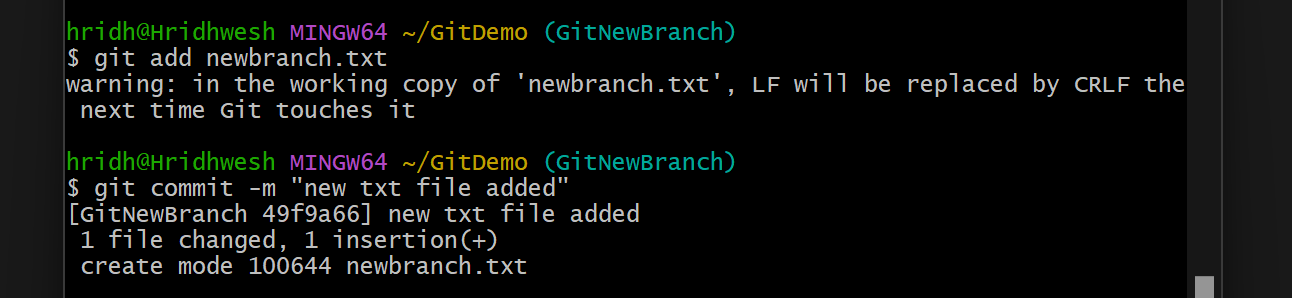 hridh@Hridhwesh MINGW64 ~/GitDemo (GitNewBranch)
$ git add newbranch.txt
warning: in the working copy of 'newbranch.txt', LF will be replaced by CRLF the
 next time Git touches it
hridh@Hridhwesh MINGW64 ~/GitDemo (GitNewBranch)
$ git commit -m "new txt file added"
[GitNewBranch 49f9a66] new txt file added
 1 file changed, 1 insertion(+)
 create mode 100644 newbranch.txt